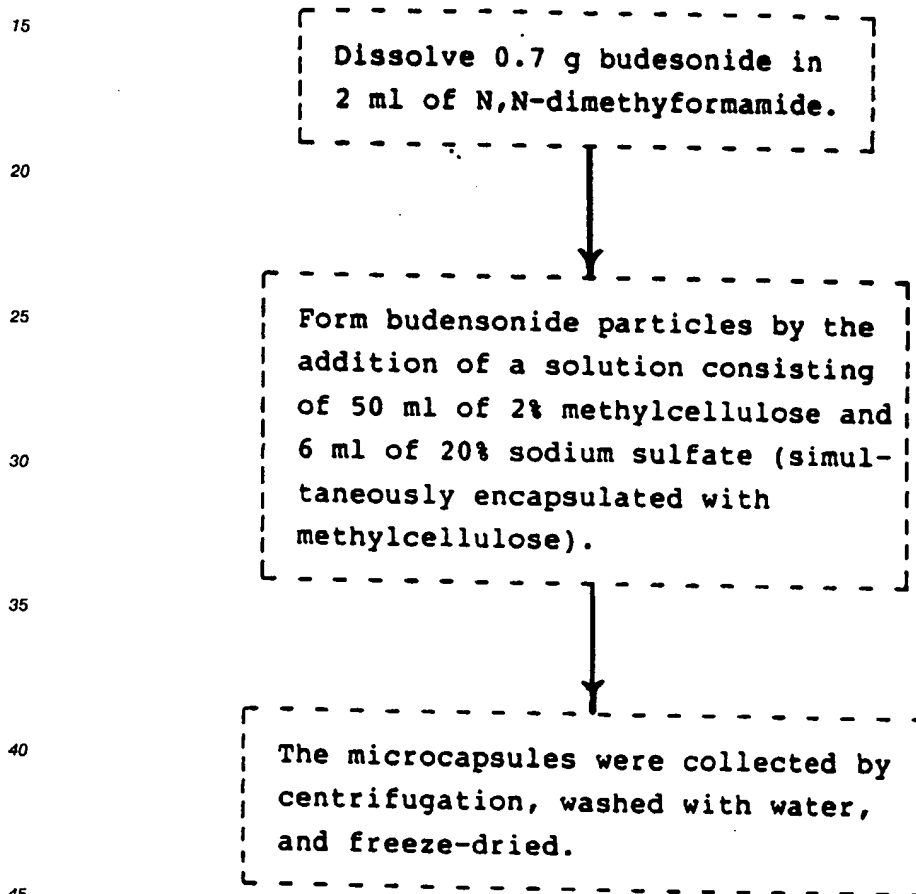 15
Dissolve 0.7 g budesonide in
2 ml of N,N-dimethyformamide.
20
25
Form budensonide particles by the
addition of a solution consisting
of 50 ml of 2% methylcellulose and
30
6 ml of 20% sodium sulfate (simul-
taneously encapsulated with
methylcellulose).
35
40
The microcapsules were collected by
centrifugation, washed with water,
and freeze-dried.
45